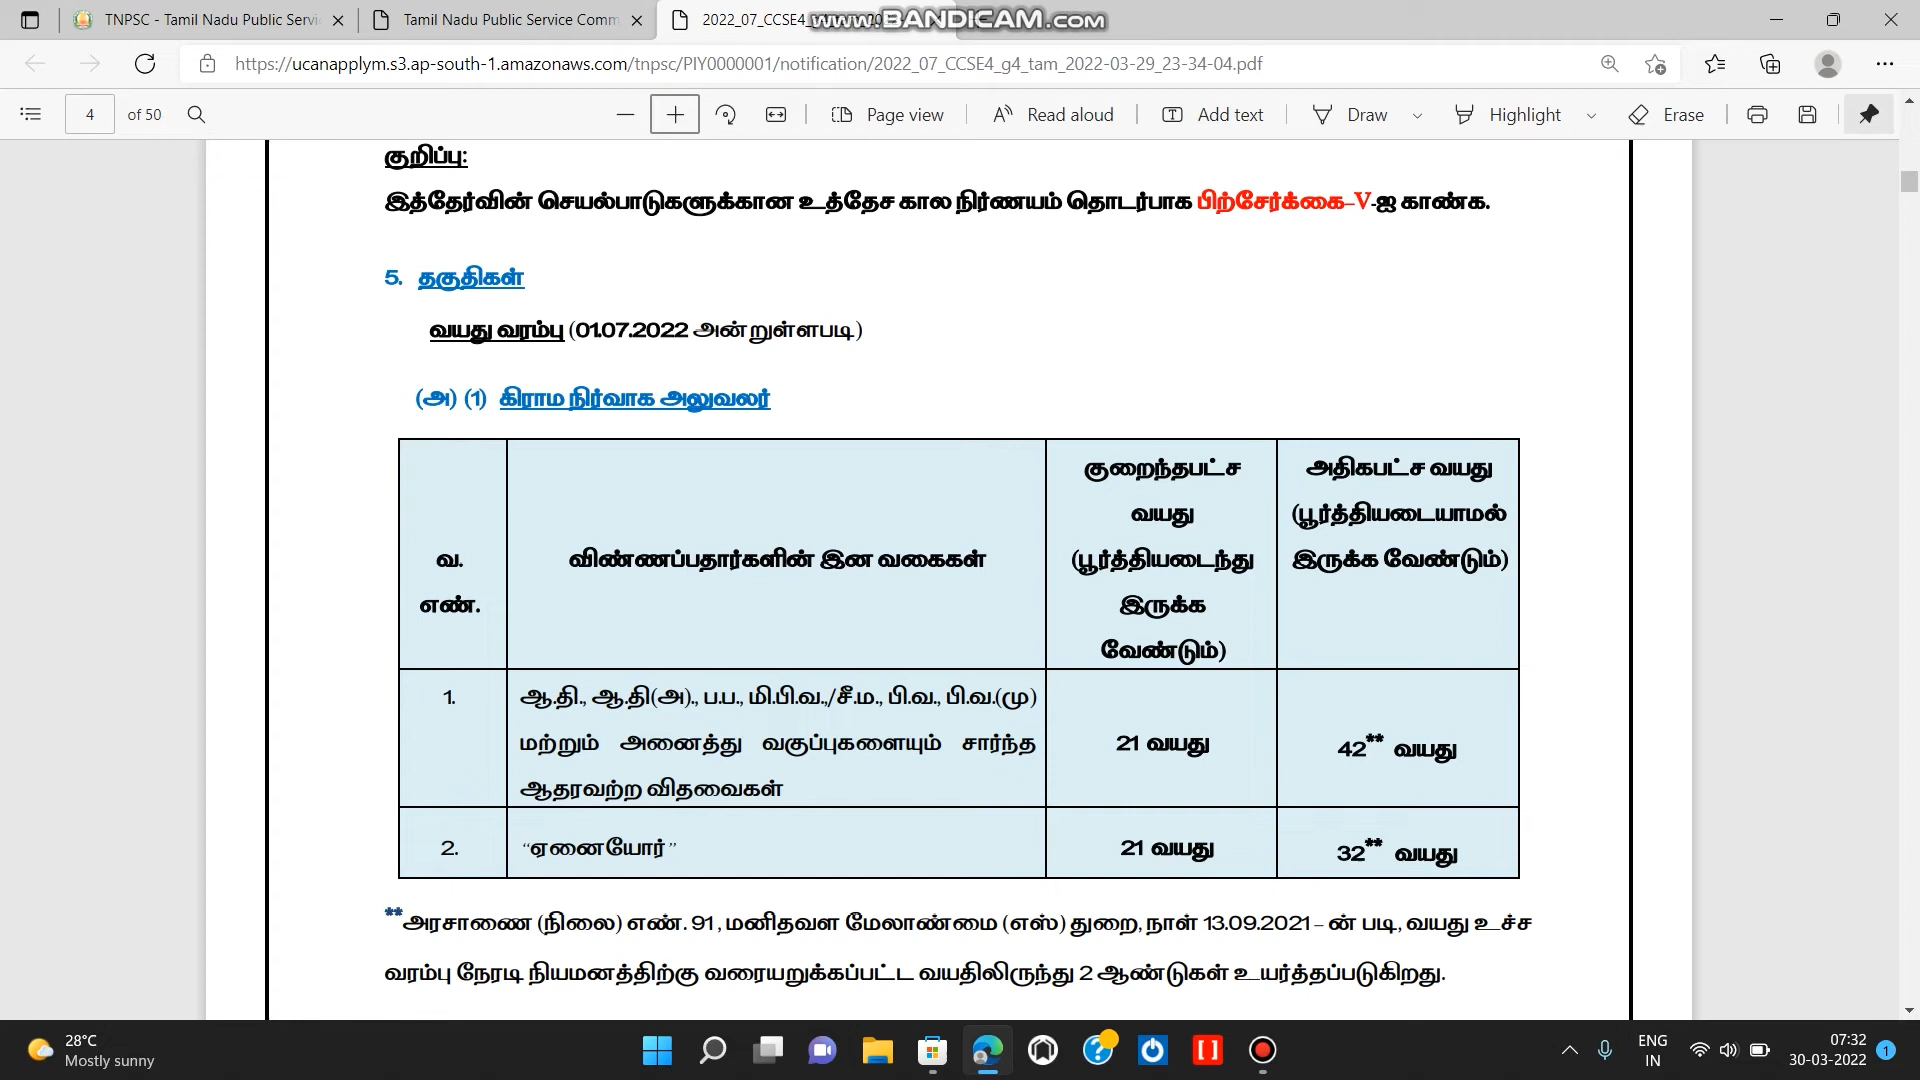 TNPSC - Tamil Nadu Public Servi
Tamil Nadu Public Service Comm
2022_07_CCSE4_
www.BANDICAM.com
https://ucanapplym.s3.ap-south-1.amazonaws.com/tnpsc/PIY0000001/notification/2022_07_CCSE4_g4_tam_2022-03-29_23-34-04.pdf
4 of 50 Page view Read aloud Add text Draw Highlight Erase
குறிப்பு:
இத்தேர்வின் செயல்பாடுகளுக்கான உத்தேச கால நிர்ணயம் தொடர்பாக பிற்சேர்க்கை–V-ஐ காண்க.
5. தகுதிகள்
வயது வரம்பு (01.07.2022 அன்றுள்ளபடி)
(அ) (1) கிராம நிர்வாக அலுவலர்
வ.
எண்.
விண்ணப்பதார்களின் இன வகைகள்
குறைந்தபட்ச
வயது
(பூர்த்தியடைந்து
இருக்க
வேண்டும்)
அதிகபட்ச வயது
(பூர்த்தியடையாமல்
இருக்க வேண்டும்)
1.
ஆ.தி., ஆ.தி(அ)., ப.ப., மி.பி.வ.,/சீ.ம., பி.வ., பி.வ.(மு)
மற்றும் அனைத்து வகுப்புகளையும் சார்ந்த
ஆதரவற்ற விதவைகள்
21 வயது
42** வயது
2.
“ஏனையோர்”
21 வயது
32** வயது
**அரசாணை (நிலை) எண். 91, மனிதவள மேலாண்மை (எஸ்) துறை, நாள் 13.09.2021 – ன் படி, வயது உச்ச
வரம்பு நேரடி நியமனத்திற்கு வரையறுக்கப்பட்ட வயதிலிருந்து 2 ஆண்டுகள் உயர்த்தப்படுகிறது.
28°C
Mostly sunny
ENG
IN
07:32
30-03-2022
1